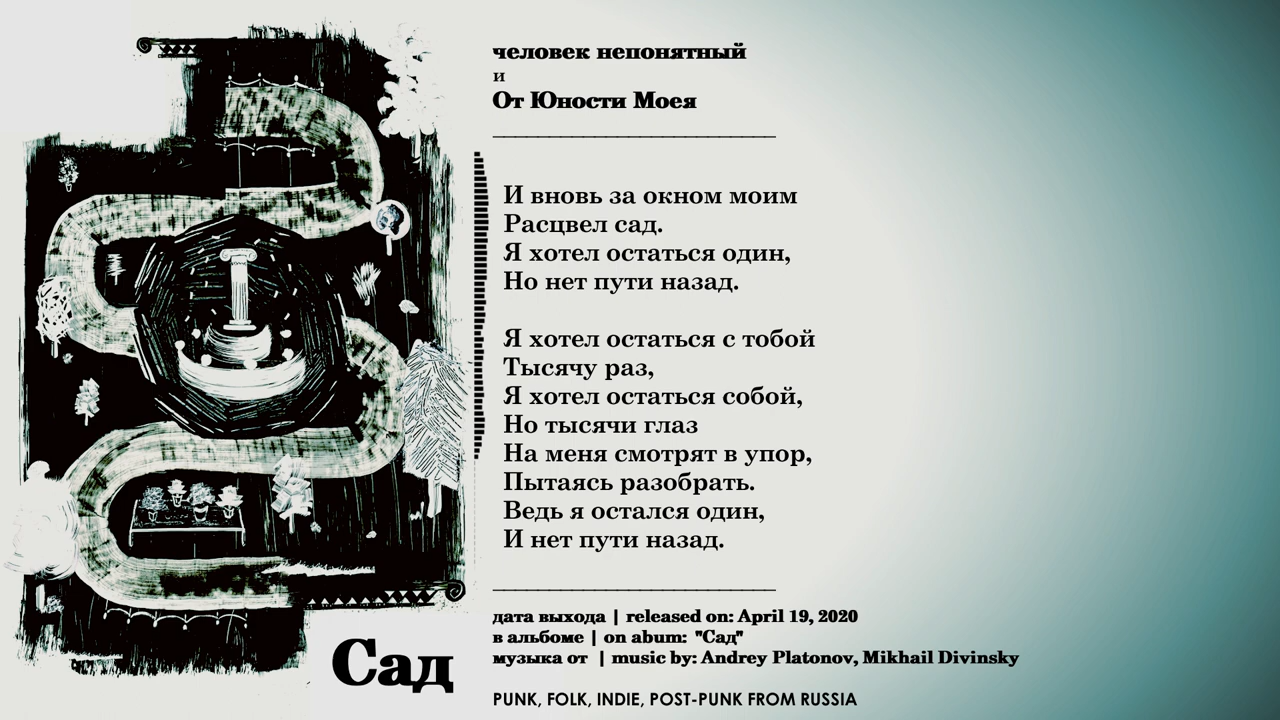 человек непонятный
и
От Юности Моея
И вновь за окном моим
Расцвел сад.
Я хотел остаться один,
Но нет пути назад.
Я хотел остаться с тобой
Тысячу раз,
Я хотел остаться собой,
Но тысячи глаз
На меня смотрят в упор,
Пытаясь разобрать.
Ведь я остался один,
И нет пути назад.
дата выхода | released on: April 19, 2020
в альбоме | on abum: "Сад"
музыка от | music by: Andrey Platonov, Mikhail Divinsky
PUNK, FOLK, INDIE, POST-PUNK FROM RUSSIA
Сад